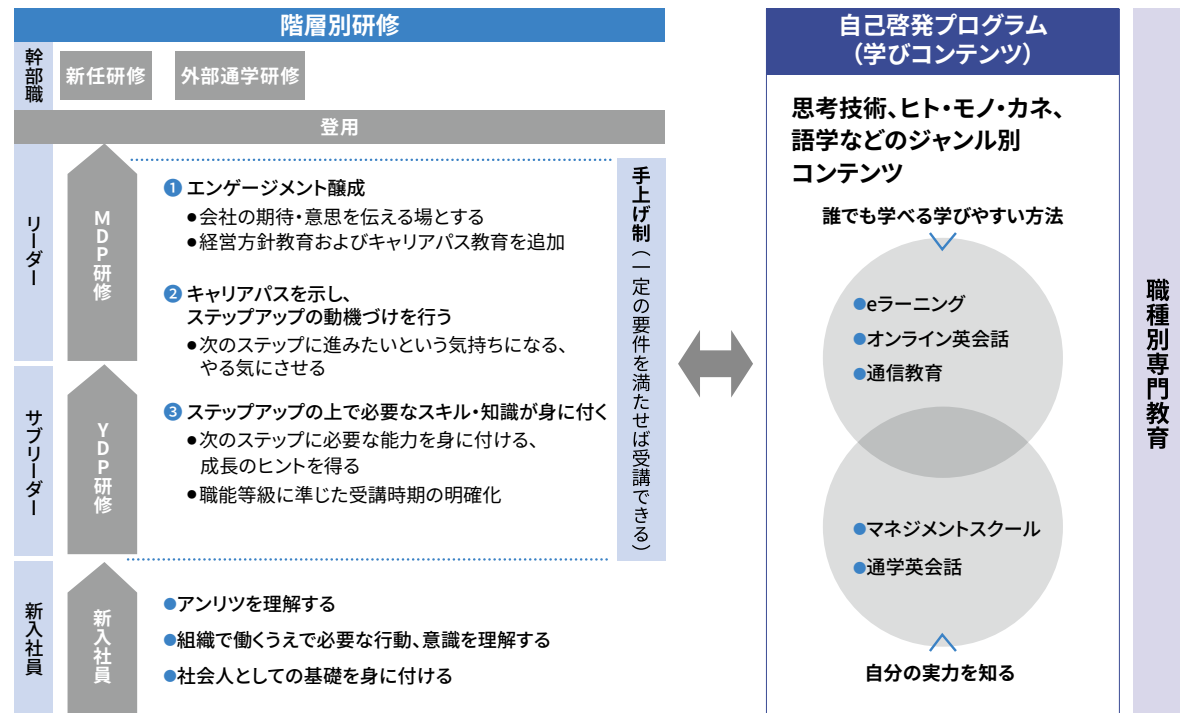 階層別研修
幹部職
新任研修
外部通学研修
登用
リーダー
MDP研修
❶エンゲージメント醸成
●会社の期待・意思を伝える場とする
●経営方針教育およびキャリアパス教育を追加
❷キャリアパスを示し、
ステップアップの動機づけを行う
●次のステップに進みたいという気持ちになる、
やる気にさせる
サブリーダー
YDP研修
❸ステップアップの上で必要なスキル・知識が身に付く
●次のステップに必要な能力を身に付ける、
成長のヒントを得る
●職能等級に準じた受講時期の明確化
手上げ制（一定の要件を満たせば受講できる）
新入社員
新入社員
●アンリツを理解する
●組織で働くうえで必要な行動、意識を理解する
●社会人としての基礎を身に付ける
自己啓発プログラム
（学びコンテンツ）
思考技術、ヒト・モノ・カネ、
語学などのジャンル別
コンテンツ
誰でも学べる学びやすい方法
●eラーニング
●オンライン英会話
●通信教育
●マネジメントスクール
●通学英会話
自分の実力を知る
職種別専門教育